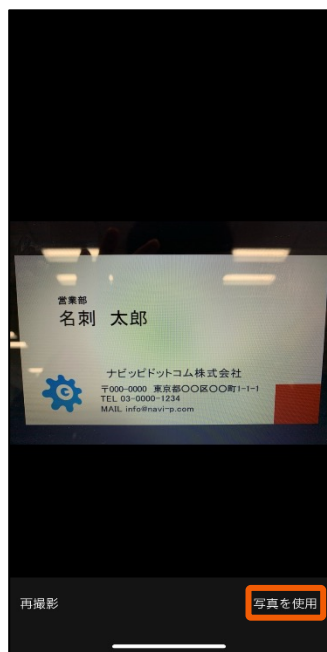 営業部
名刺 太郎
ナビッピドットコム株式会社
〒000-0000 東京都〇〇区〇〇町1-1-1
TEL 03-0000-1234
MAIL info@navi-p.com
再撮影
写真を使用